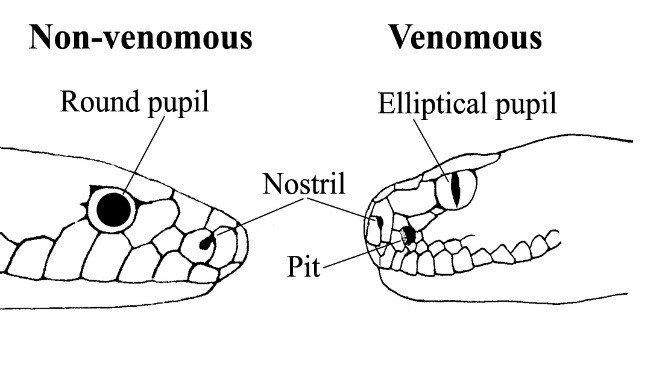 Non-venomous
Venomous
Round pupil
Elliptical pupil
Nostril
Pit